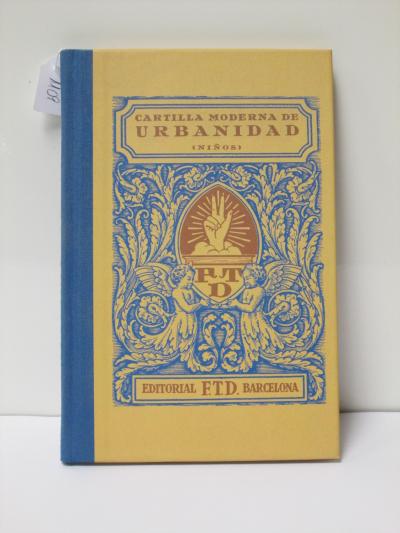 CARTILLA MODERNA DE
URBANIDAD
(NIÑOS)
F.T.
D
EDITORIAL F.T.D. BARCELONA